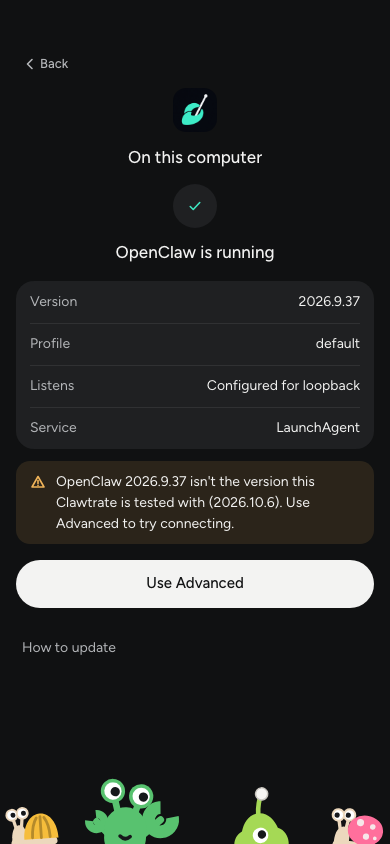 Back
On this computer
OpenClaw is running
Version 2026.9.37
Profile default
Listens Configured for loopback
Service LaunchAgent
OpenClaw 2026.9.37 isn't the version this
Clawtrate is tested with (2026.10.6). Use
Advanced to try connecting.
Use Advanced
How to update